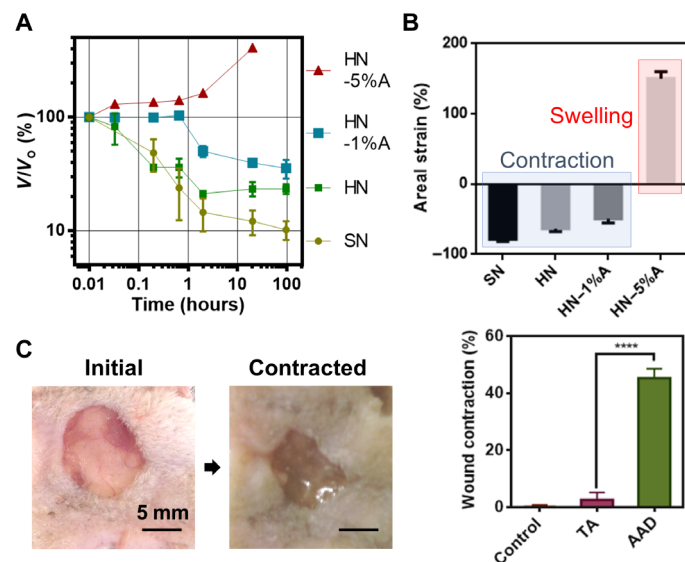 A
V/Vo (%)
100
10
0.01
0.1
1
10
100
Time (hours)
HN
-5%A
HN
-1%A
HN
SN
B
Areal strain (%)
200
100
0
−100
Swelling
Contraction
SN
HN
HN−1%A
HN−5%A
C
Initial
Contracted
5 mm
Wound contraction (%)
60
40
20
0
****
Control
TA
AAD